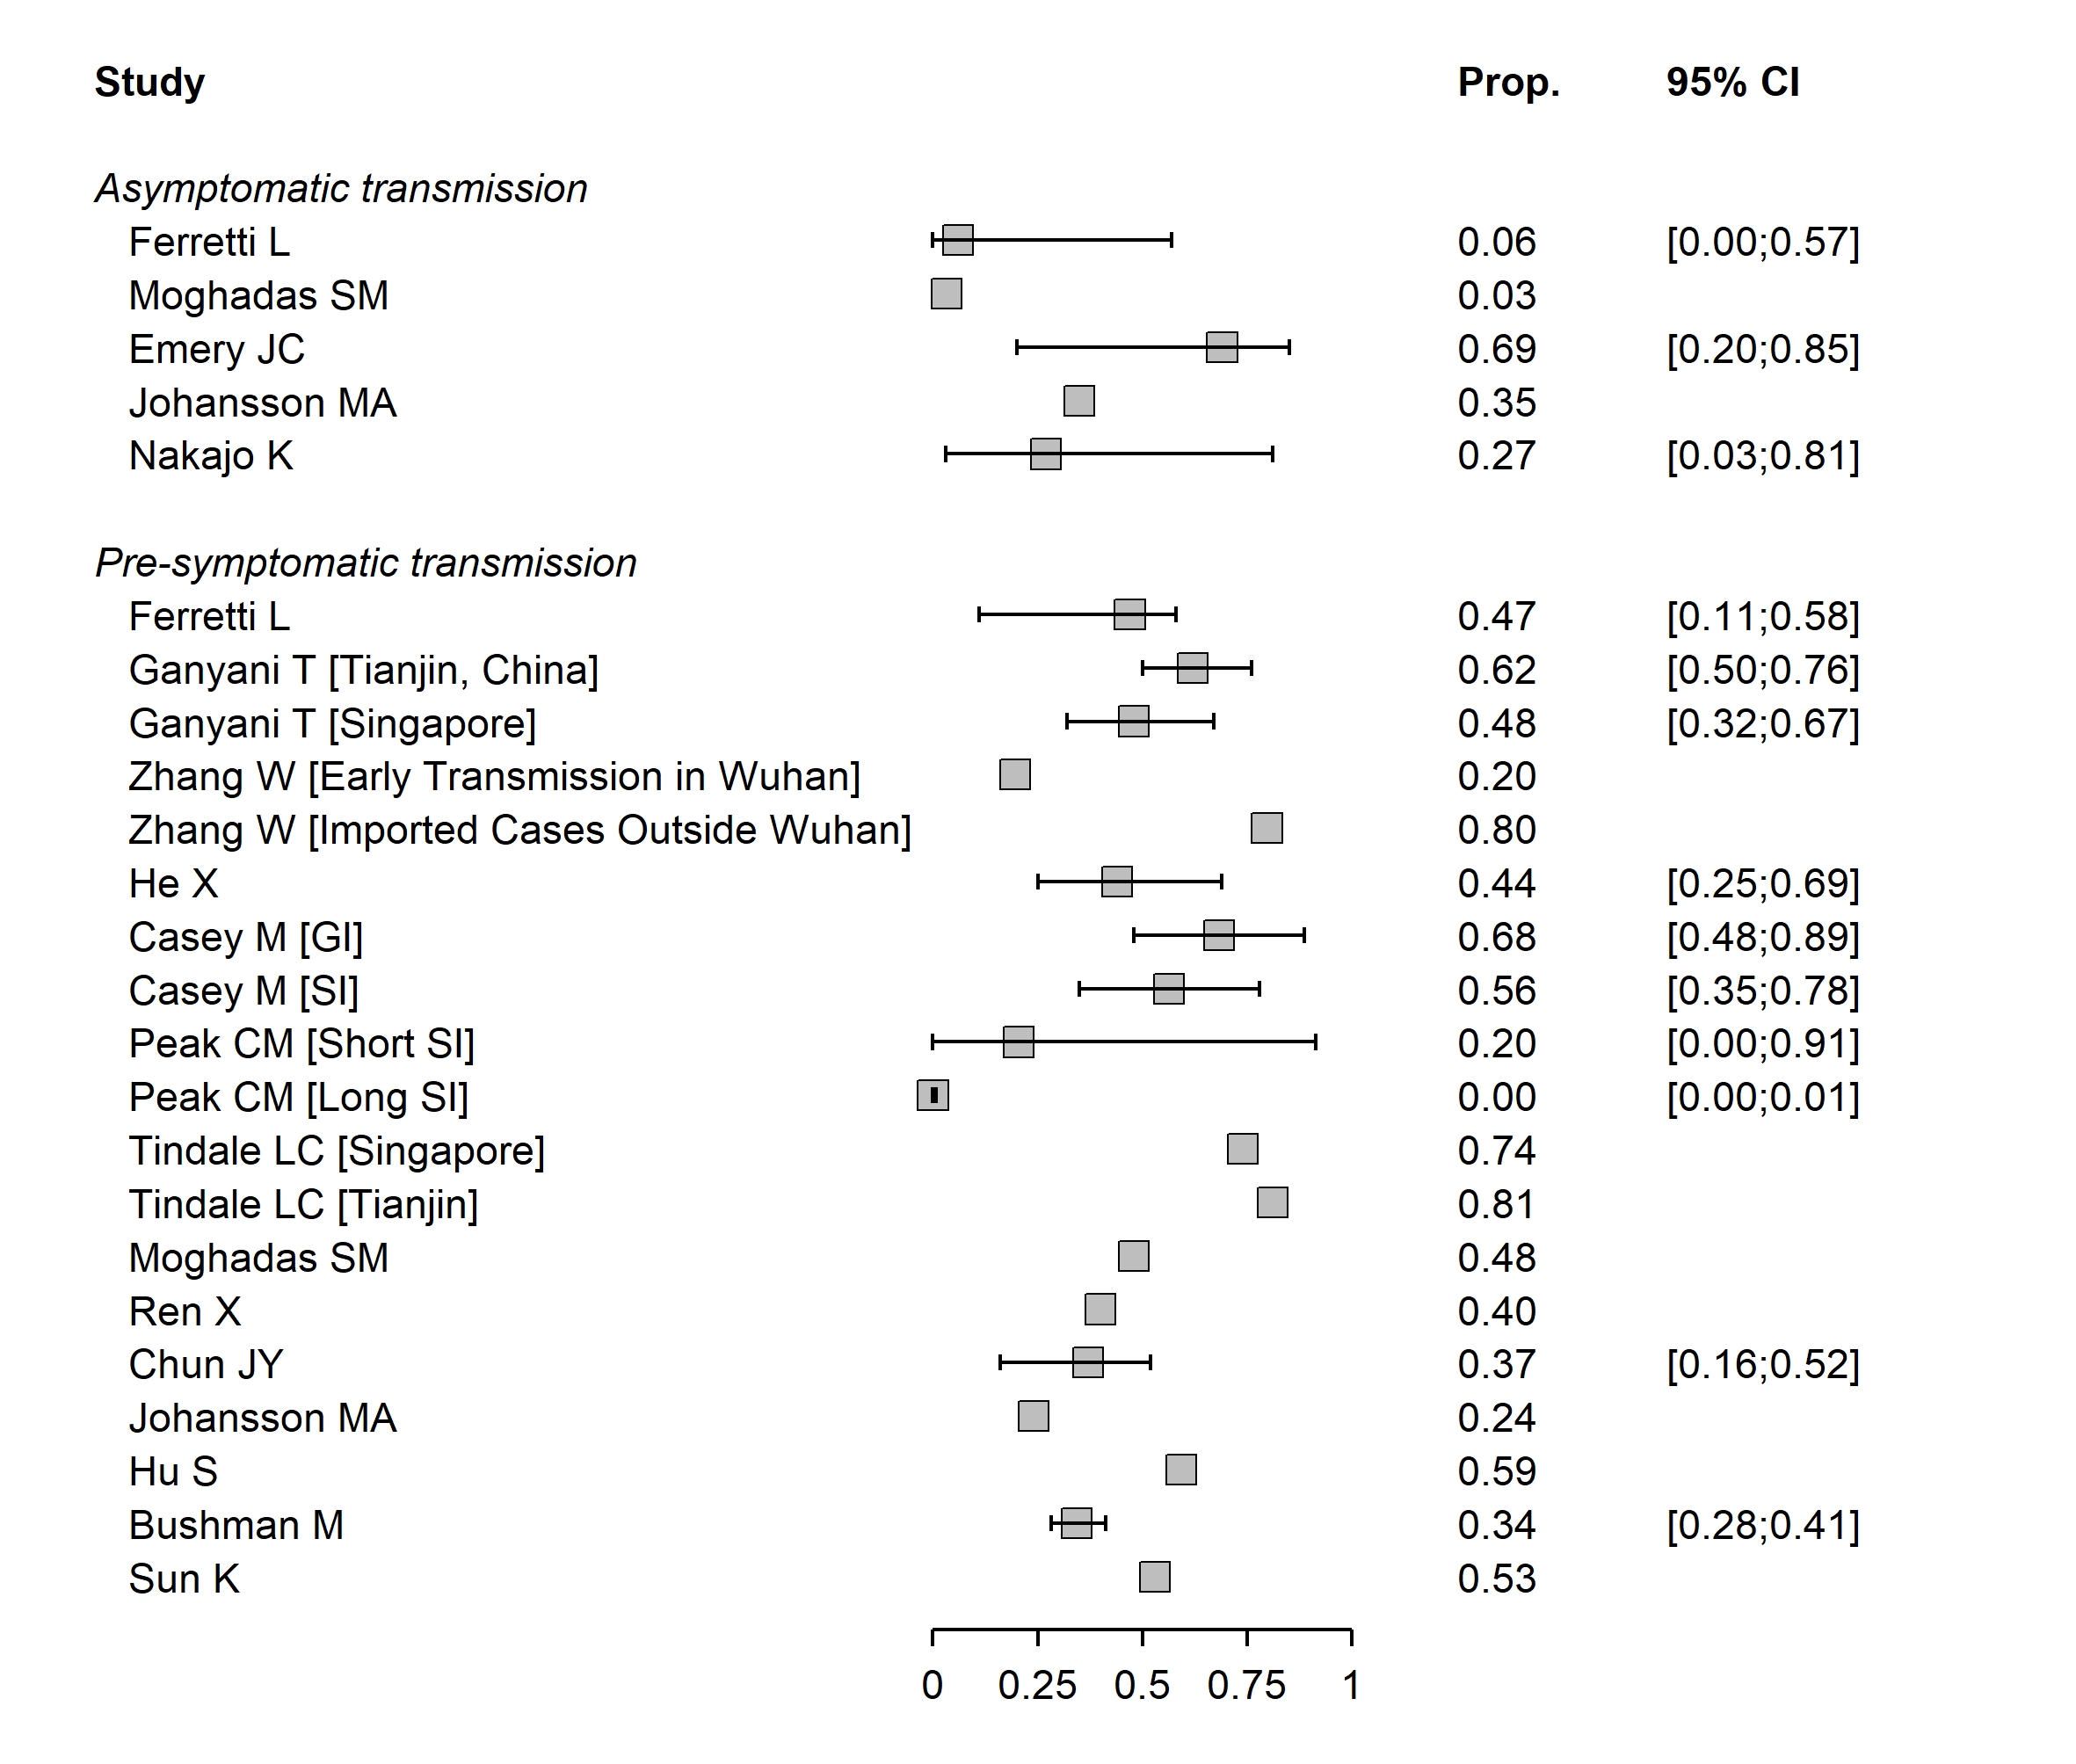 Study Prop. 95% CI
Asymptomatic transmission
Ferretti L 0.06 [0.00;0.57]
Moghadas SM 0.03
Emery JC 0.69 [0.20;0.85]
Johansson MA 0.35
Nakajo K 0.27 [0.03;0.81]
Pre-symptomatic transmission
Ferretti L 0.47 [0.11;0.58]
Ganyani T [Tianjin, China] 0.62 [0.50;0.76]
Ganyani T [Singapore] 0.48 [0.32;0.67]
Zhang W [Early Transmission in Wuhan] 0.20
Zhang W [Imported Cases Outside Wuhan] 0.80
He X 0.44 [0.25;0.69]
Casey M [GI] 0.68 [0.48;0.89]
Casey M [SI] 0.56 [0.35;0.78]
Peak CM [Short SI] 0.20 [0.00;0.91]
Peak CM [Long SI] 0.00 [0.00;0.01]
Tindale LC [Singapore] 0.74
Tindale LC [Tianjin] 0.81
Moghadas SM 0.48
Ren X 0.40
Chun JY 0.37 [0.16;0.52]
Johansson MA 0.24
Hu S 0.59
Bushman M 0.34 [0.28;0.41]
Sun K 0.53
0 0.25 0.5 0.75 1